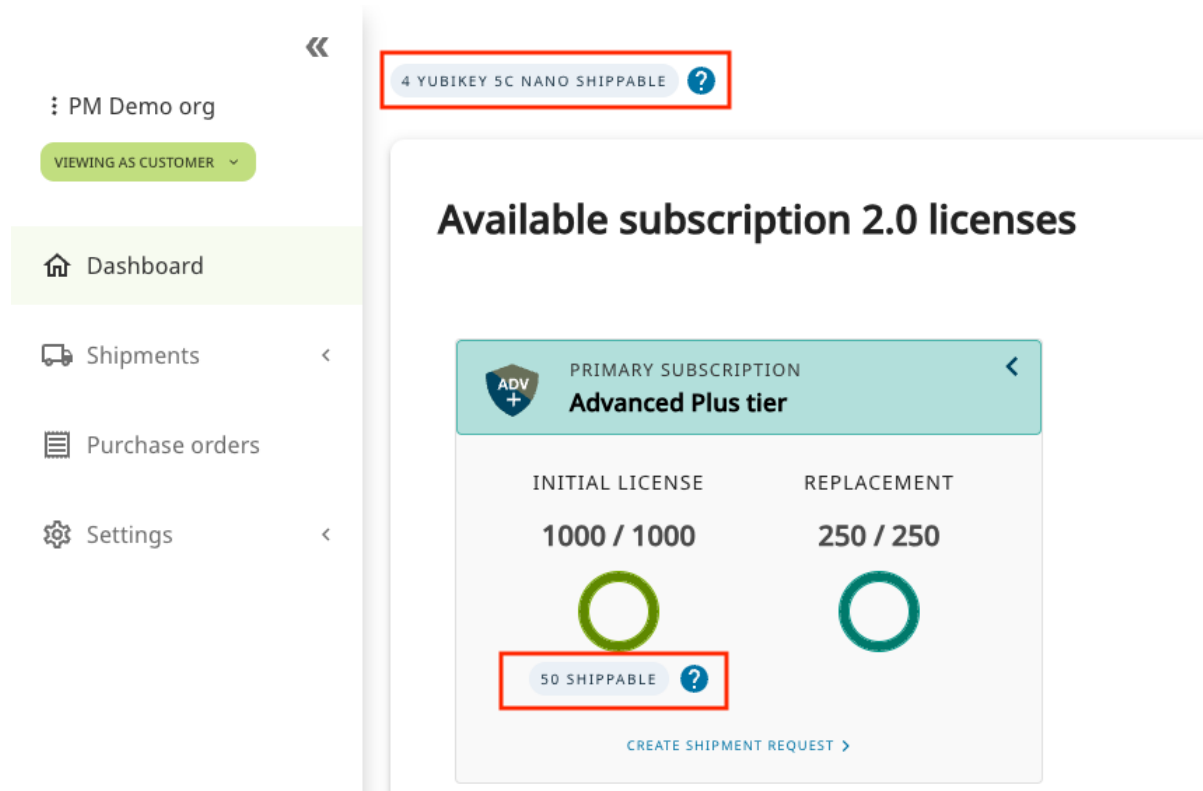 PM Demo org
VIEWING AS CUSTOMER
Dashboard
Shipments
Purchase orders
Settings
4 YUBIKEY 5C NANO SHIPPABLE ?
Available subscription 2.0 licenses
ADV
+
PRIMARY SUBSCRIPTION
Advanced Plus tier
INITIAL LICENSE REPLACEMENT
1000 / 1000 250 / 250
50 SHIPPABLE ?
CREATE SHIPMENT REQUEST